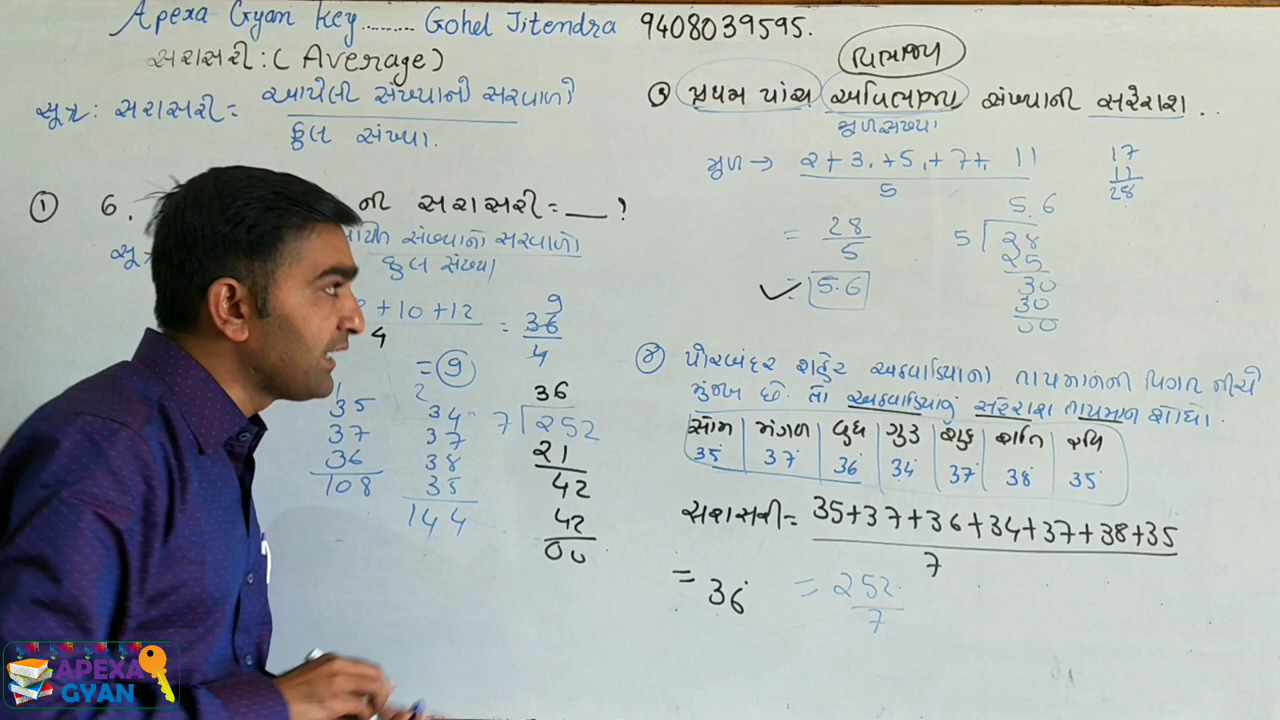 Apexa Gyan Key......... Gohel Jitendra 9408039595.
સરાસરી : (Average)
સૂત્ર : સરાસરી = આપેલી સંખ્યાનો સરવાળો
કુલ સંખ્યા.
① 6.
ની સરાસરી = __ ?
સંખ્યાનો સરવાળો
કુલ સંખ્યા
+ 10 + 12
4
= 36
4
9
= 9
1
35
37
36
108
2
34
37
38
35
144
36
7 252
21
42
42
00
વિભાજ્ય
③ પ્રથમ પાંચ અવિભાજ્ય સંખ્યાની સરેરાશ ..
મુળસંખ્યા
મુળ → 2 + 3 + 5 + 7 + 11
5
17
11
28
= 28
5
= 5.6
5.6
5 28
25
30
30
00
④ પોરબંદર શહેર અઠવાડિયાના તાપમાનની વિગત નીચે
મુજબ છે. તો અઠવાડિયાનું સરેરાશ તાપમાન શોધો.
સોમ મંગળ બુધ ગુરુ શુક્ર શનિ રવિ
35 37 36 34 37 38 35
સરાસરી = 35+37+36+34+37+38+35
7
= 36 = 252
7
APEXA
GYAN